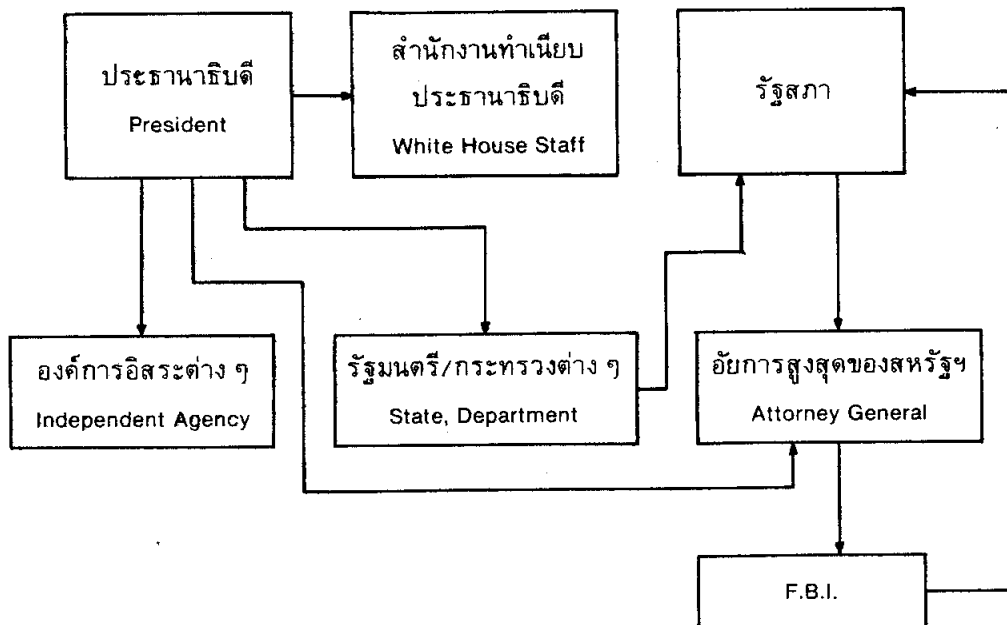 ประธานาธิบดี
President
สำนักงานทำเนียบ
ประธานาธิบดี
White House Staff
รัฐสภา
องค์การอิสระต่าง ๆ
Independent Agency
รัฐมนตรี/กระทรวงต่าง ๆ
State, Department
อัยการสูงสุดของสหรัฐฯ
Attorney General
F.B.I.